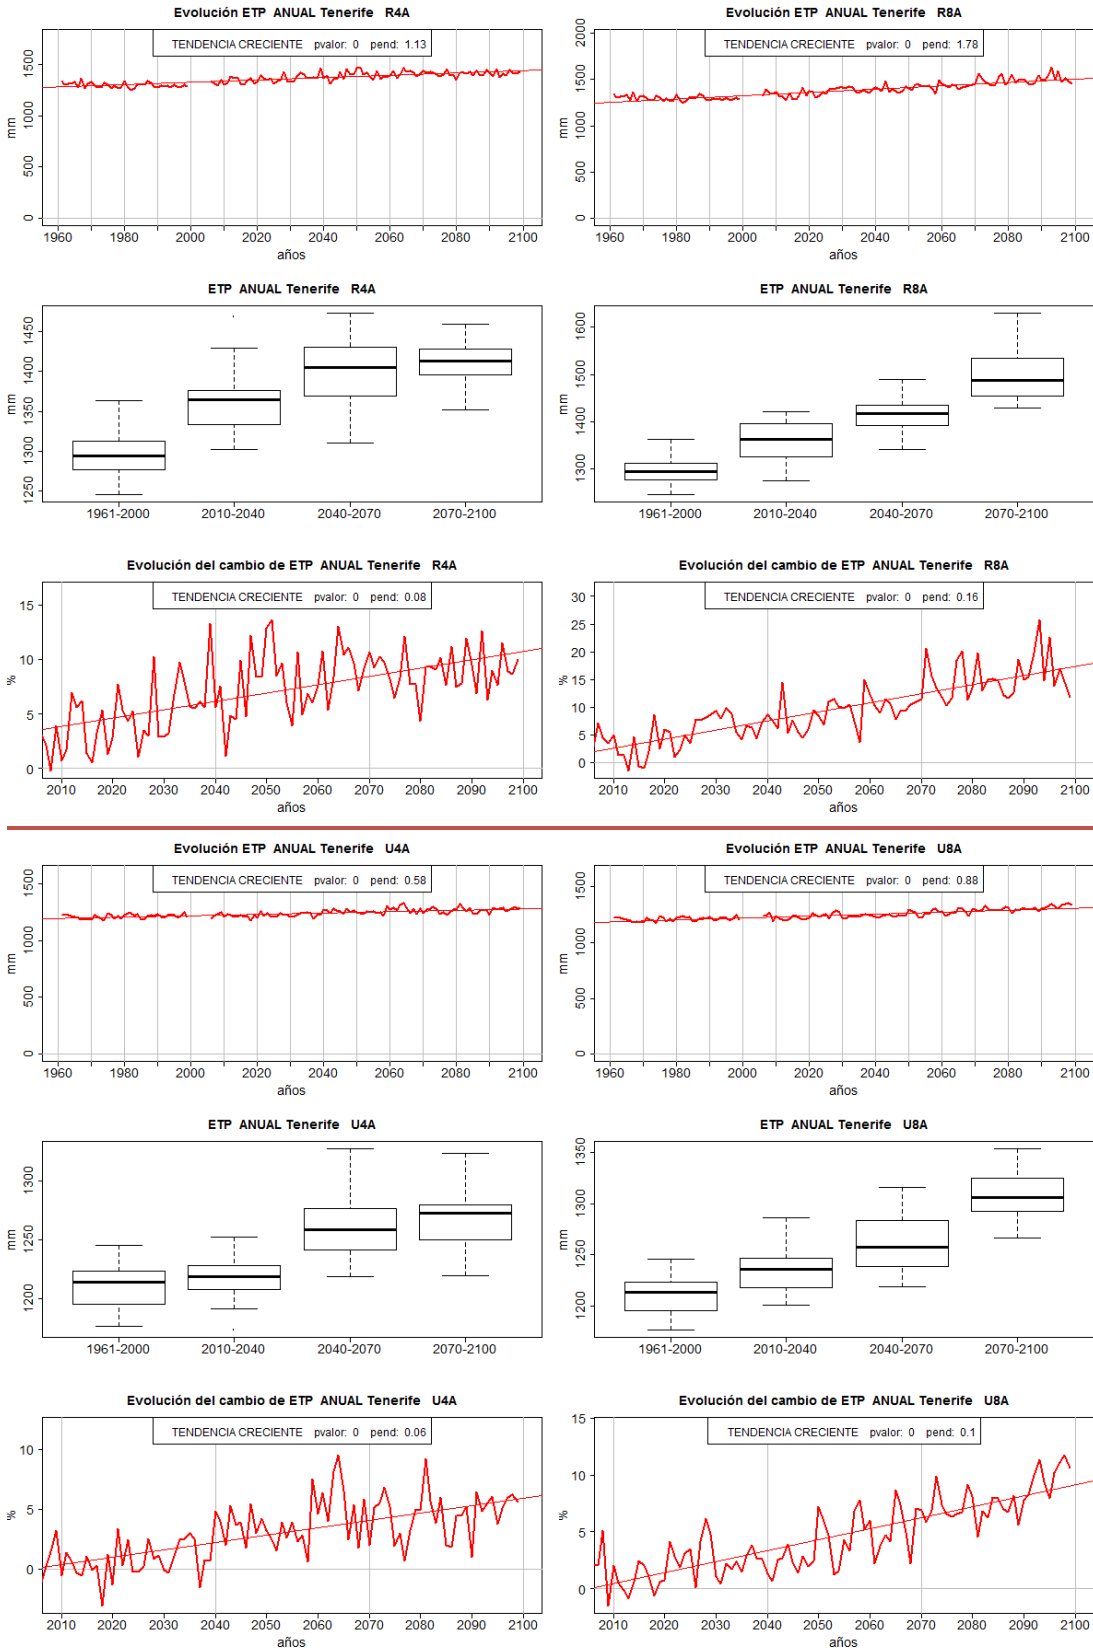 Evolución ETP ANUAL Tenerife R4A
TENDENCIA CRECIENTE pvalor: 0 pend: 1.13
mm
1500
1000
500
0
1960 1980 2000 2020 2040 2060 2080 2100
años
Evolución ETP ANUAL Tenerife R8A
TENDENCIA CRECIENTE pvalor: 0 pend: 1.78
mm
2000
1500
1000
500
0
1960 1980 2000 2020 2040 2060 2080 2100
años
ETP ANUAL Tenerife R4A
mm
1450
1400
1350
1300
1250
1961-2000 2010-2040 2040-2070 2070-2100
ETP ANUAL Tenerife R8A
mm
1600
1500
1400
1300
1961-2000 2010-2040 2040-2070 2070-2100
Evolución del cambio de ETP ANUAL Tenerife R4A
TENDENCIA CRECIENTE pvalor: 0 pend: 0.08
%
15
10
5
0
2010 2020 2030 2040 2050 2060 2070 2080 2090 2100
años
Evolución del cambio de ETP ANUAL Tenerife R8A
TENDENCIA CRECIENTE pvalor: 0 pend: 0.16
%
30
25
20
15
10
5
0
2010 2020 2030 2040 2050 2060 2070 2080 2090 2100
años
Evolución ETP ANUAL Tenerife U4A
TENDENCIA CRECIENTE pvalor: 0 pend: 0.58
mm
1500
1000
500
0
1960 1980 2000 2020 2040 2060 2080 2100
años
Evolución ETP ANUAL Tenerife U8A
TENDENCIA CRECIENTE pvalor: 0 pend: 0.88
mm
1500
1000
500
0
1960 1980 2000 2020 2040 2060 2080 2100
años
ETP ANUAL Tenerife U4A
mm
1300
1250
1200
1961-2000 2010-2040 2040-2070 2070-2100
ETP ANUAL Tenerife U8A
mm
1350
1300
1250
1200
1961-2000 2010-2040 2040-2070 2070-2100
Evolución del cambio de ETP ANUAL Tenerife U4A
TENDENCIA CRECIENTE pvalor: 0 pend: 0.06
%
10
5
0
2010 2020 2030 2040 2050 2060 2070 2080 2090 2100
años
Evolución del cambio de ETP ANUAL Tenerife U8A
TENDENCIA CRECIENTE pvalor: 0 pend: 0.1
%
15
10
5
0
2010 2020 2030 2040 2050 2060 2070 2080 2090 2100
años